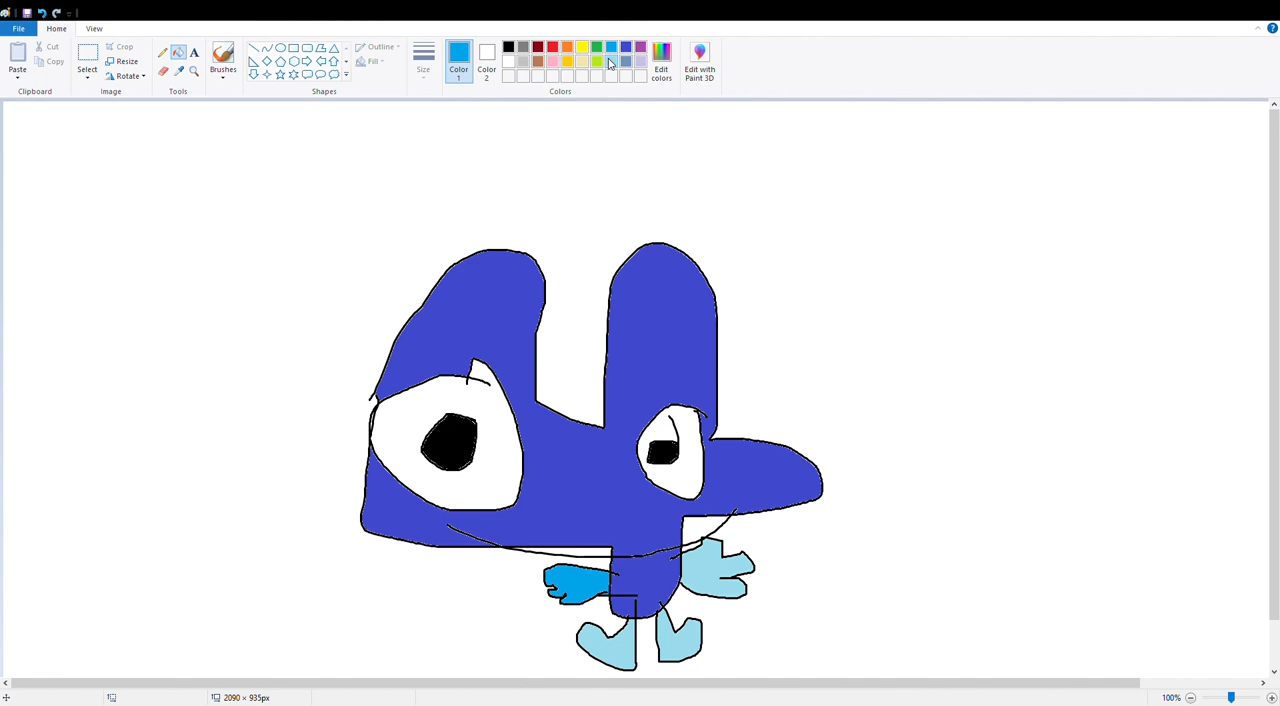 File Home View
Paste
Cut
Copy
Clipboard
Select
Crop
Resize
Rotate
Image
A
Tools
Brushes
Outline
Fill
Shapes
Size
Color
1
Color
2
Edit
colors
Colors
Edit with
Paint 3D
2090 × 935px
100%